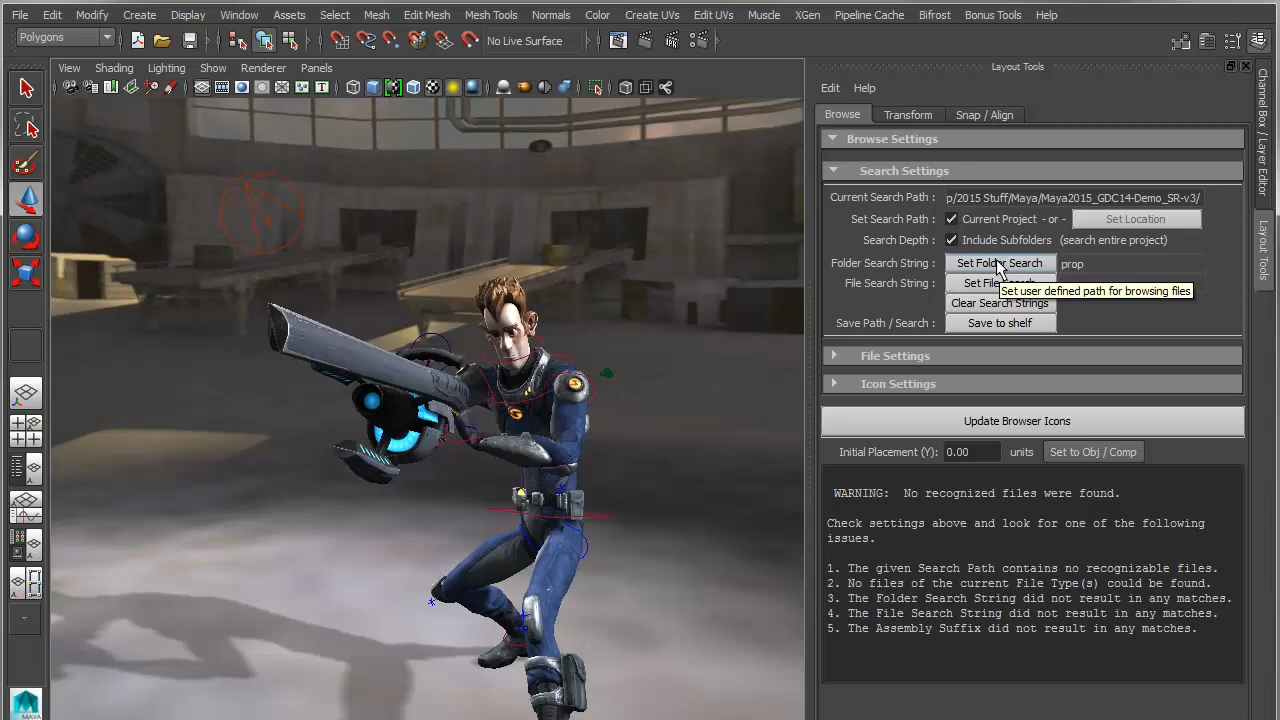 File Edit Modify Create Display Window Assets Select Mesh Edit Mesh Mesh Tools Normals Color Create UVs Edit UVs Muscle XGen Pipeline Cache Bifrost Bonus Tools Help
Polygons No Live Surface
View Shading Lighting Show Renderer Panels
Layout Tools
Edit Help
Browse Transform Snap / Align
Browse Settings
Search Settings
Current Search Path : p/2015 Stuff/Maya/Maya2015_GDC14-Demo_SR-v3/
Set Search Path : Current Project - or - Set Location
Search Depth : Include Subfolders (search entire project)
Folder Search String : Set Folder Search prop
File Search String : Set File
Set user defined path for browsing files
Clear Search Strings
Save Path / Search : Save to shelf
File Settings
Icon Settings
Update Browser Icons
Initial Placement (Y): 0.00 units Set to Obj / Comp
WARNING: No recognized files were found.
Check settings above and look for one of the following
issues.
1. The given Search Path contains no recognizable files.
2. No files of the current File Type(s) could be found.
3. The Folder Search String did not result in any matches.
4. The File Search String did not result in any matches.
5. The Assembly Suffix did not result in any matches.
Channel Box / Layer Editor
Layout Tools
MAYA